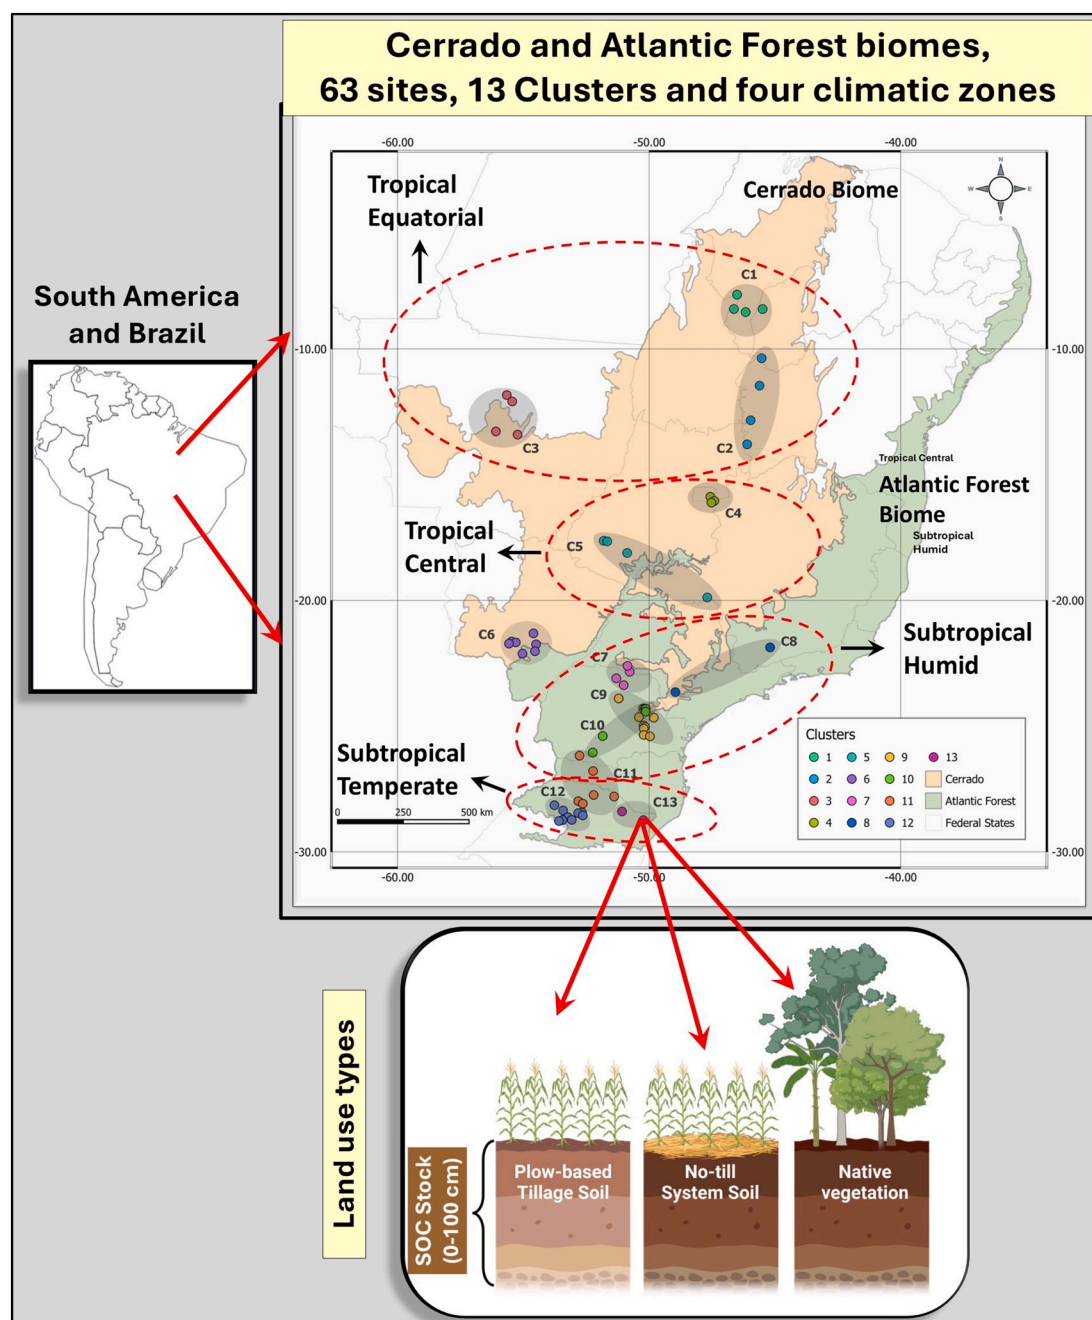 Cerrado and Atlantic Forest biomes,
63 sites, 13 Clusters and four climatic zones
South America
and Brazil
-60.00
-50.00
-40.00
Tropical
Equatorial
Cerrado Biome
N
W
E
S
C1
-10.00
-10.00
C3
C2
Tropical Central
Atlantic Forest
Biome
Subtropical
Humid
C4
Tropical
Central
C5
-20.00
-20.00
C6
C7
C8
Subtropical
Humid
C9
C10
C11
Subtropical
Temperate
C12
C13
0
250
500 km
Clusters
1
5
9
13
2
6
10
Cerrado
3
7
11
Atlantic Forest
4
8
12
Federal States
-30.00
-30.00
-60.00
-50.00
-40.00
Land use types
SOC Stock
(0-100 cm)
Plow-based
Tillage Soil
No-till
System Soil
Native
vegetation